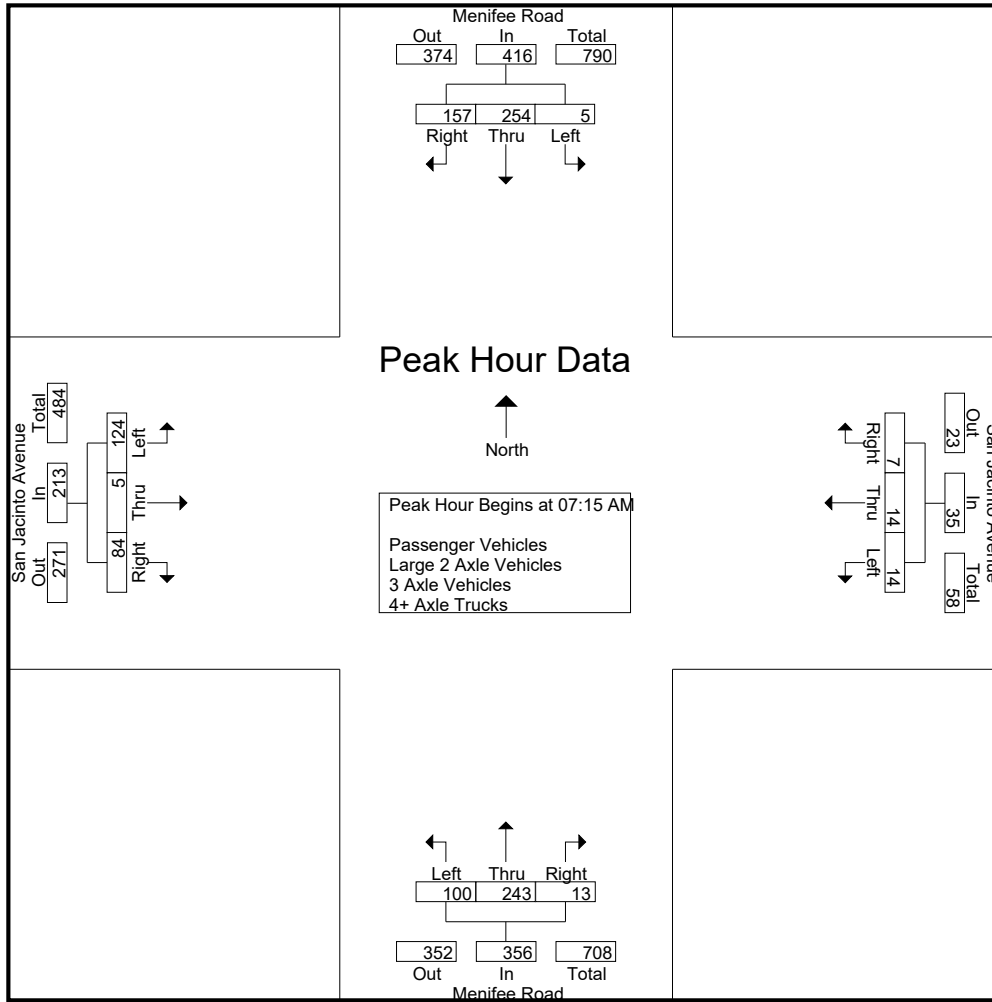 Menifee Road
Out In Total
374 416 790
157 254 5
Right Thru Left
Peak Hour Data
North
Peak Hour Begins at 07:15 AM
Passenger Vehicles
Large 2 Axle Vehicles
3 Axle Vehicles
4+ Axle Trucks
San Jacinto Avenue
Out In Total
271 213 484
124 5 84
Left Thru Right
Right Thru Left
7 14 14
Out In Total
23 35 58
San Jacinto Avenue
Left Thru Right
100 243 13
352 356 708
Out In Total
Menifee Road